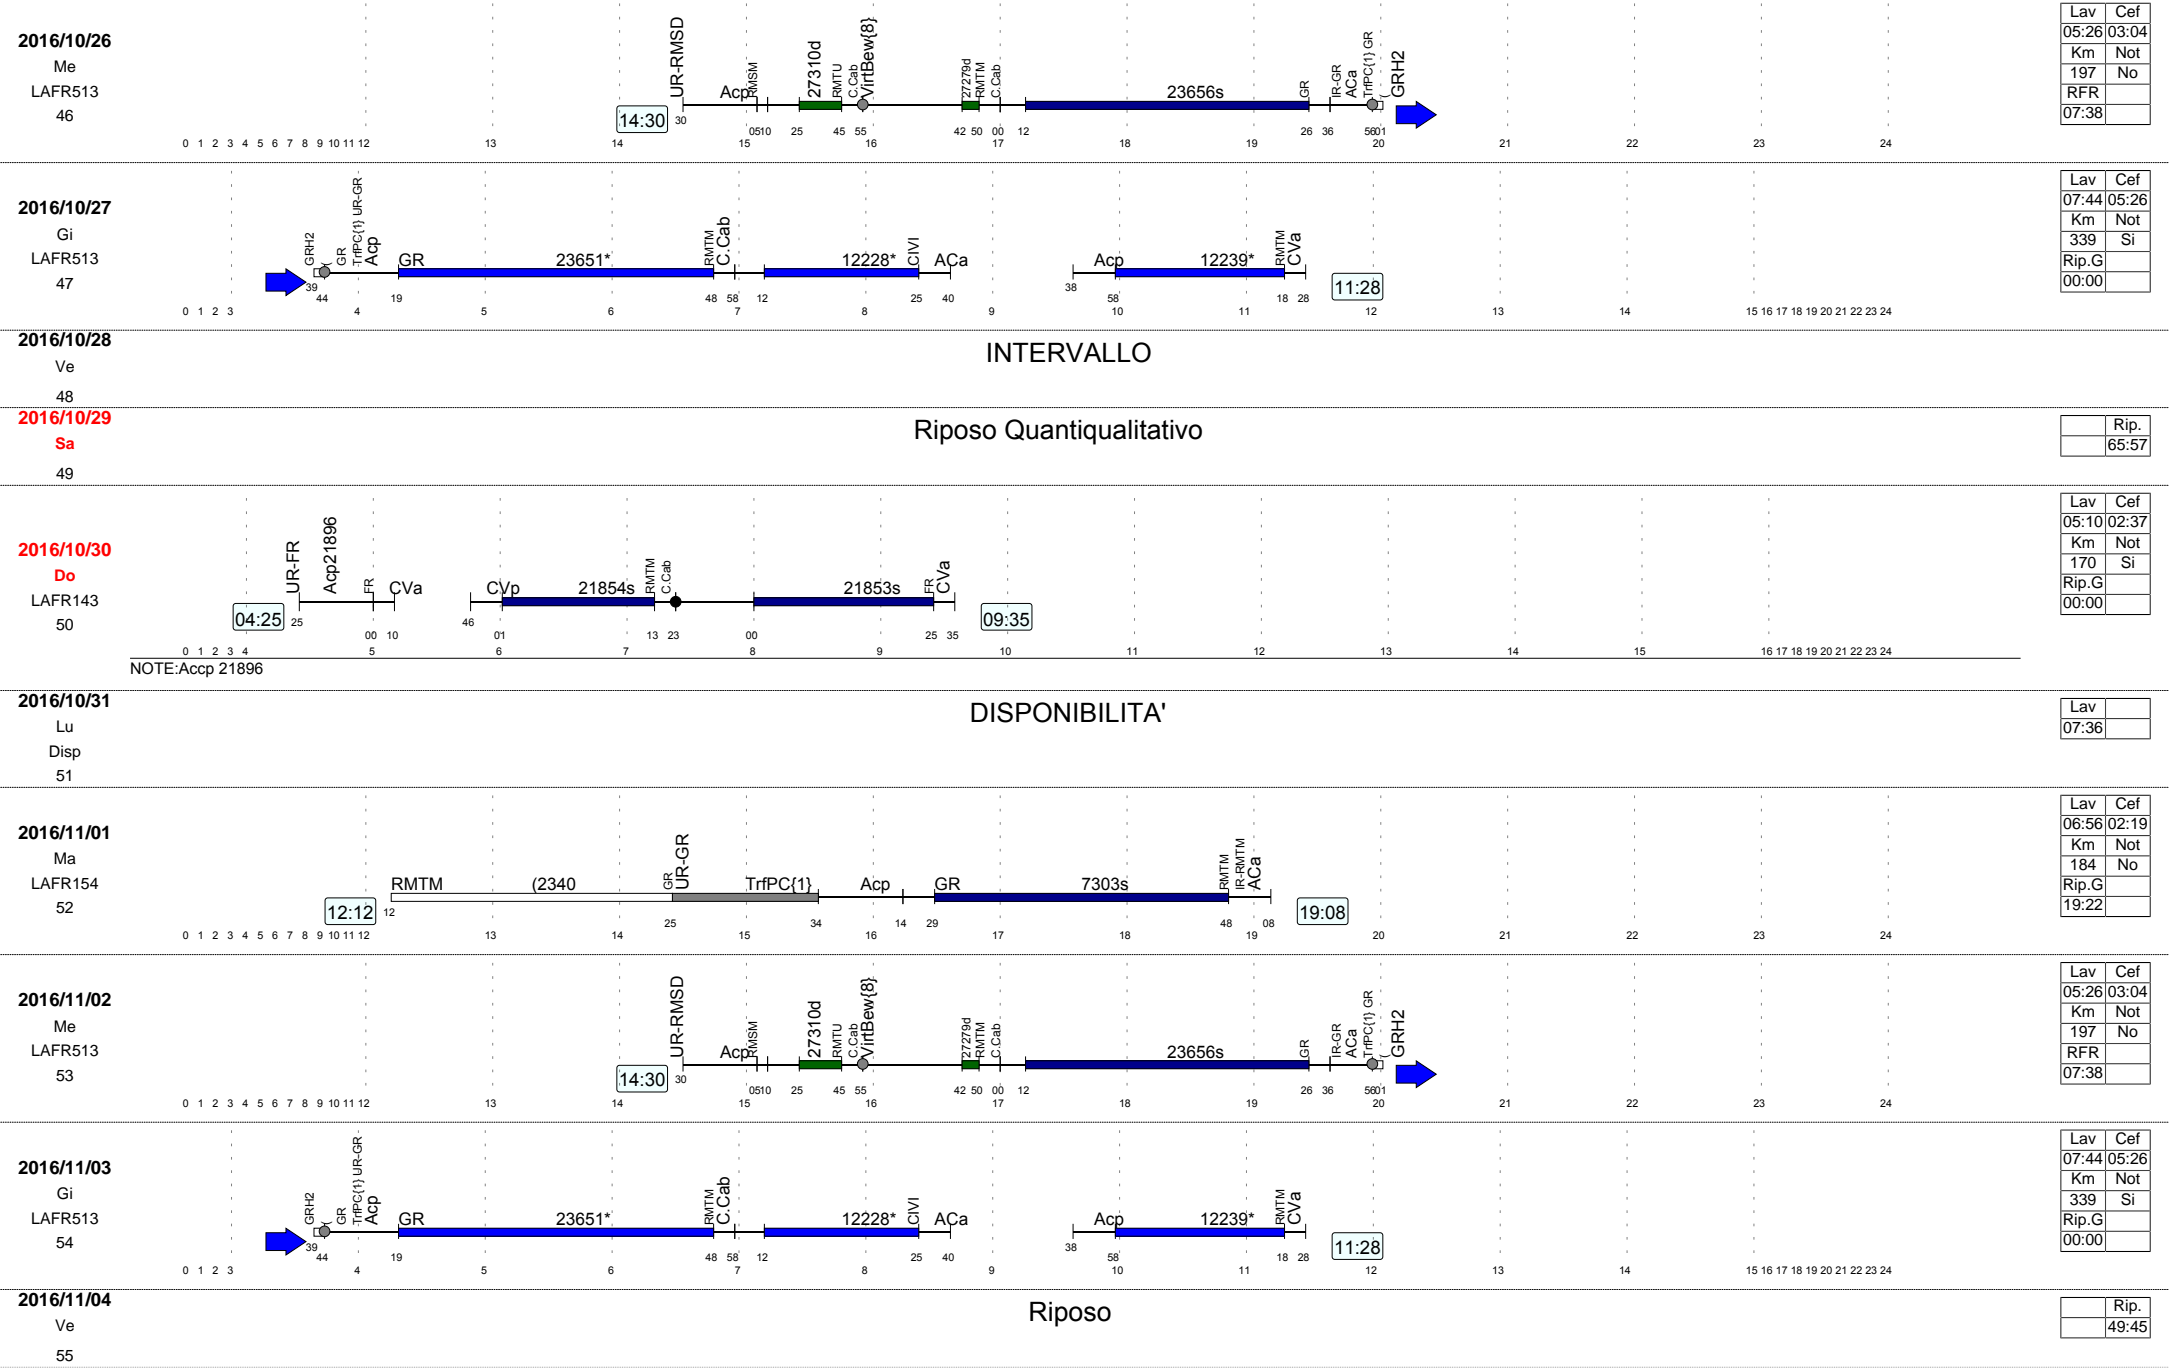 2016/10/26
Me
LAFR513
46
14:30
UR-RMSD
Acp
RMSM
27310d
RMTU
C.Cab
VirtBew{8}
27279d
RMTM
C.Cab
23656s
GR
IR-GR
ACa
TrfPC{1} GR
GRH2
30 05 10 25 45 55 42 50 00 12 26 36 56 01
0 1 2 3 4 5 6 7 8 9 10 11 12 13 14 15 16 17 18 19 20 21 22 23 24
Lav Cef
05:26 03:04
Km Not
197 No
RFR
07:38
2016/10/27
Gi
LAFR513
47
GRH2
GR
TrfPC{1} UR-GR
Acp
GR
23651*
RMTM
C.Cab
12228*
CIVI
ACa
Acp
12239*
RMTM
CVa
11:28
39 44 19 48 58 12 25 40 38 58 18 28
0 1 2 3 4 5 6 7 8 9 10 11 12 13 14 15 16 17 18 19 20 21 22 23 24
Lav Cef
07:44 05:26
Km Not
339 Si
Rip.G
00:00
2016/10/28
Ve
48
INTERVALLO
2016/10/29
Sa
49
Riposo Quantiqualitativo
Rip.
65:57
2016/10/30
Do
LAFR143
50
04:25
UR-FR
Acp21896
FR
CVa
CVp
21854s
RMTM
C.Cab
21853s
FR
CVa
09:35
25 00 10 46 01 13 23 00 25 35
0 1 2 3 4 5 6 7 8 9 10 11 12 13 14 15 16 17 18 19 20 21 22 23 24
NOTE:Accp 21896
Lav Cef
05:10 02:37
Km Not
170 Si
Rip.G
00:00
2016/10/31
Lu
Disp
51
DISPONIBILITA'
Lav
07:36
2016/11/01
Ma
LAFR154
52
12:12
RMTM
(2340
GR
UR-GR
TrfPC{1}
Acp
GR
7303s
RMTM
IR-RMTM
ACa
19:08
12 25 34 14 29 48 08
0 1 2 3 4 5 6 7 8 9 10 11 12 13 14 15 16 17 18 19 20 21 22 23 24
Lav Cef
06:56 02:19
Km Not
184 No
Rip.G
19:22
2016/11/02
Me
LAFR513
53
14:30
UR-RMSD
Acp
RMSM
27310d
RMTU
C.Cab
VirtBew{8}
27279d
RMTM
C.Cab
23656s
GR
IR-GR
ACa
TrfPC{1} GR
GRH2
30 05 10 25 45 55 42 50 00 12 26 36 56 01
0 1 2 3 4 5 6 7 8 9 10 11 12 13 14 15 16 17 18 19 20 21 22 23 24
Lav Cef
05:26 03:04
Km Not
197 No
RFR
07:38
2016/11/03
Gi
LAFR513
54
GRH2
GR
TrfPC{1} UR-GR
Acp
GR
23651*
RMTM
C.Cab
12228*
CIVI
ACa
Acp
12239*
RMTM
CVa
11:28
39 44 19 48 58 12 25 40 38 58 18 28
0 1 2 3 4 5 6 7 8 9 10 11 12 13 14 15 16 17 18 19 20 21 22 23 24
Lav Cef
07:44 05:26
Km Not
339 Si
Rip.G
00:00
2016/11/04
Ve
55
Riposo
Rip.
49:45